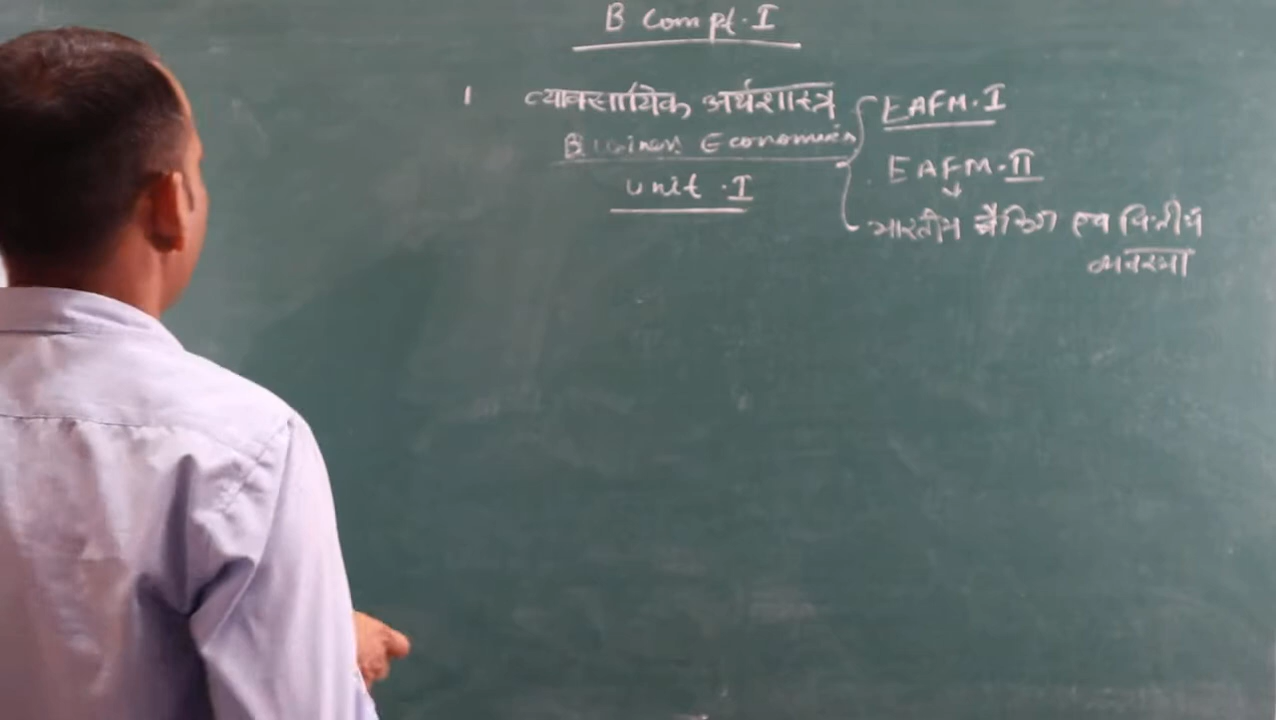 B Com pt. I
1 व्यावसायिक अर्थशास्त्र
Business Economics
Unit . I
EAFM. I
EAFM. II
भारतीय बैंकिंग एवं वित्तीय
व्यवस्था